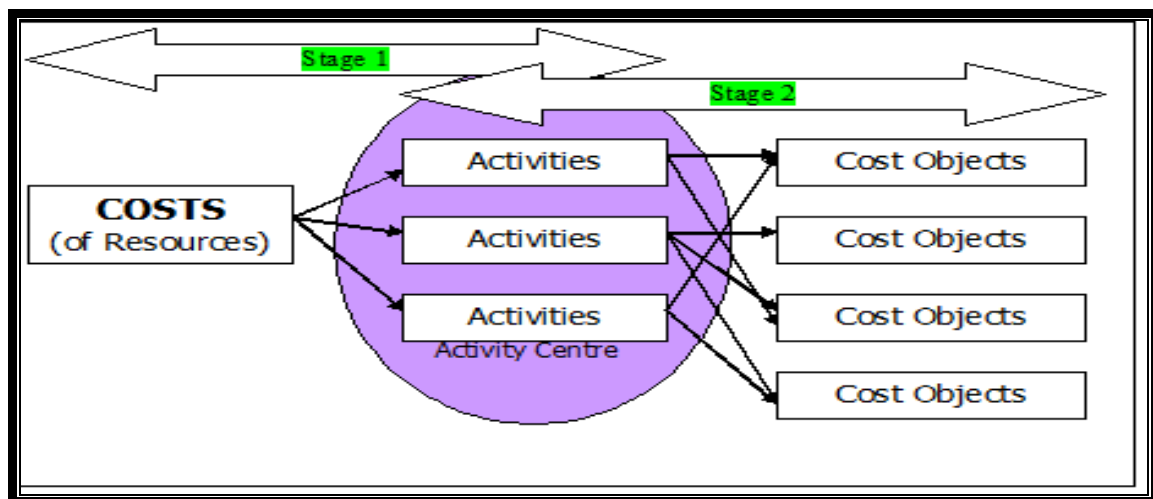 Stage 1
Stage 2
Activities
Cost Objects
COSTS
(of Resources)
Activities
Cost Objects
Activities
Cost Objects
Activity Centre
Cost Objects